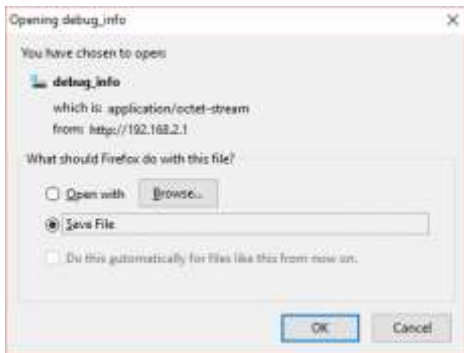 Opening debug_info
You have chosen to open:
debug_info
which is: application/octet-stream
from: http://192.168.2.1
What should Firefox do with this file?
Open with Browse...
Save File
Do this automatically for files like this from now on.
OK Cancel